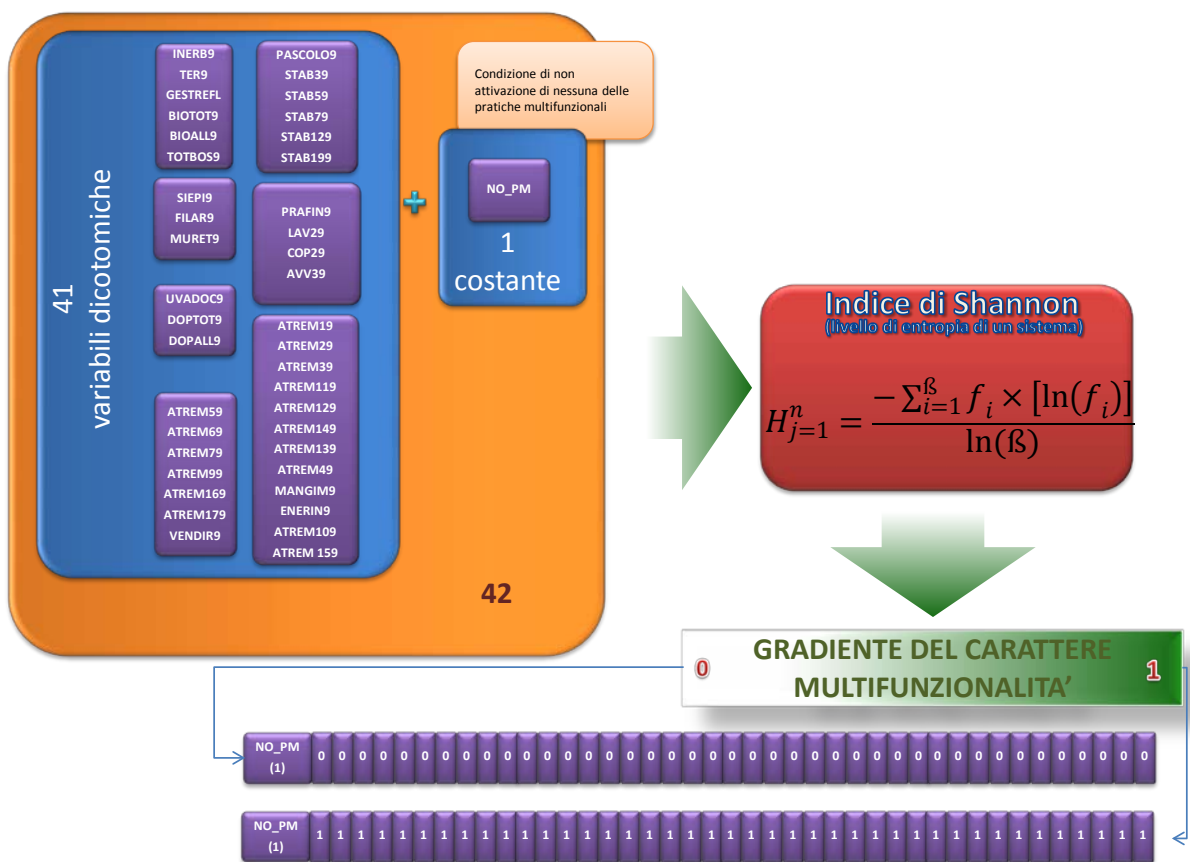 41
variabili dicotomiche
INERB9
TER9
GESTREFL
BIOTOT9
BIOALL9
TOTBOS9
SIEPI9
FILAR9
MURET9
UVADOC9
DOPTOT9
DOPALL9
ATREM59
ATREM69
ATREM79
ATREM99
ATREM169
ATREM179
VENDIR9
PASCOLO9
STAB39
STAB59
STAB79
STAB129
STAB199
PRAFIN9
LAV29
COP29
AVV39
ATREM19
ATREM29
ATREM39
ATREM119
ATREM129
ATREM149
ATREM139
ATREM49
MANGIM9
ENERIN9
ATREM109
ATREM 159
Condizione di non
attivazione di nessuna delle
pratiche multifunzionali
NO_PM
1
costante
42
Indice di Shannon
(livello di entropia di un sistema)
H^n_{j=1} = \frac{-\sum_{i=1}^{ß} f_i × [ln(f_i)]}{ln(ß)}
0 GRADIENTE DEL CARATTERE 1
MULTIFUNZIONALITA’
NO_PM
(1)
0 0 0 0 0 0 0 0 0 0 0 0 0 0 0 0 0 0 0 0 0 0 0 0 0 0 0 0 0 0 0 0 0 0 0 0 0 0 0 0 0
NO_PM
(1)
1 1 1 1 1 1 1 1 1 1 1 1 1 1 1 1 1 1 1 1 1 1 1 1 1 1 1 1 1 1 1 1 1 1 1 1 1 1 1 1 1